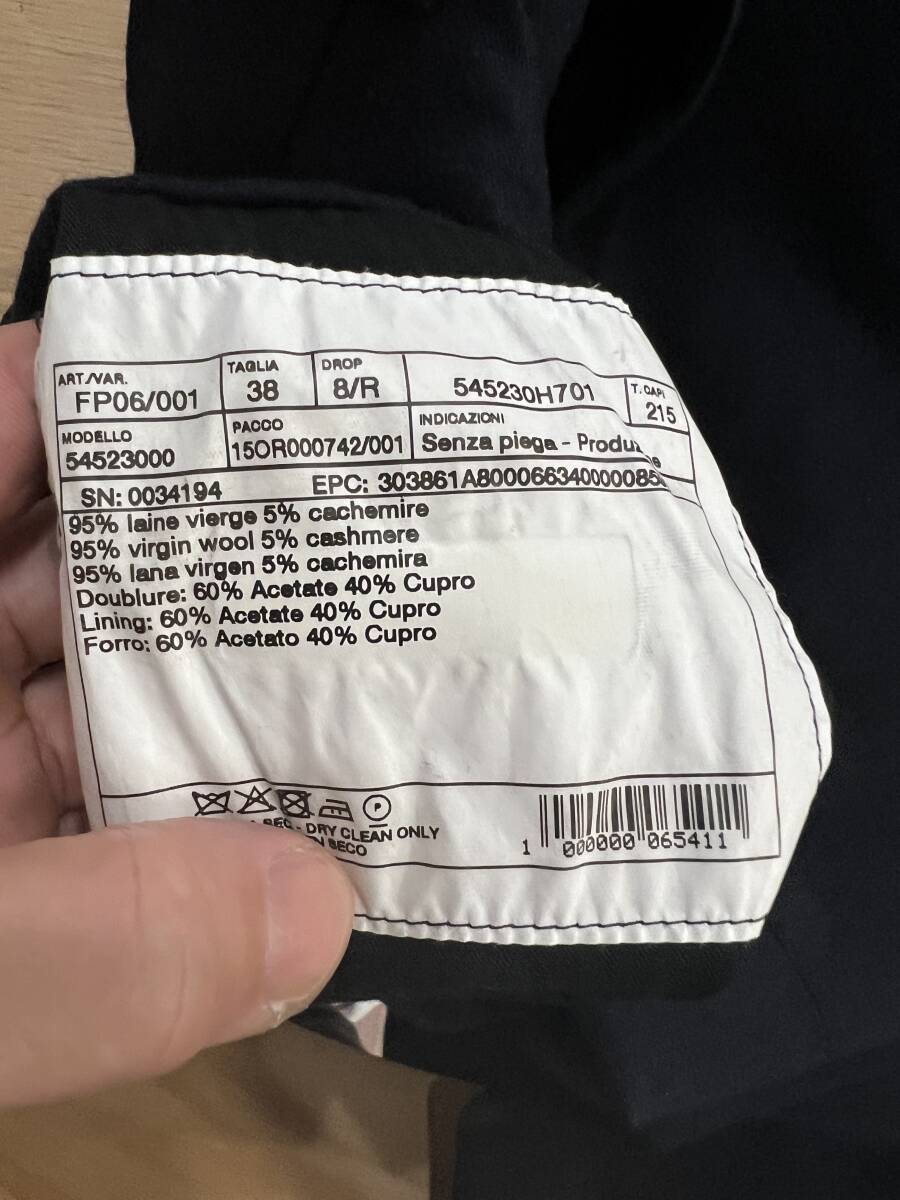 ART./VAR.
FP06/001
TAGLIA
38
DROP
8/R
545230H701
T. CAPI
215
MODELLO
54523000
PACCO
15OR000742/001
INDICAZIONI
Senza piega -
SN: 0034194
EPC: 303861A8000663400000085
95% laine vierge 5% cachemire
95% virgin wool 5% cashmere
95% lana virgen 5% cachemira
Doublure: 60% Acetate 40% Cupro
Lining: 60% Acetate 40% Cupro
Forro: 60% Acetato 40% Cupro
P
SEC - DRY CLEAN ONLY
SECO
1 000000 065411